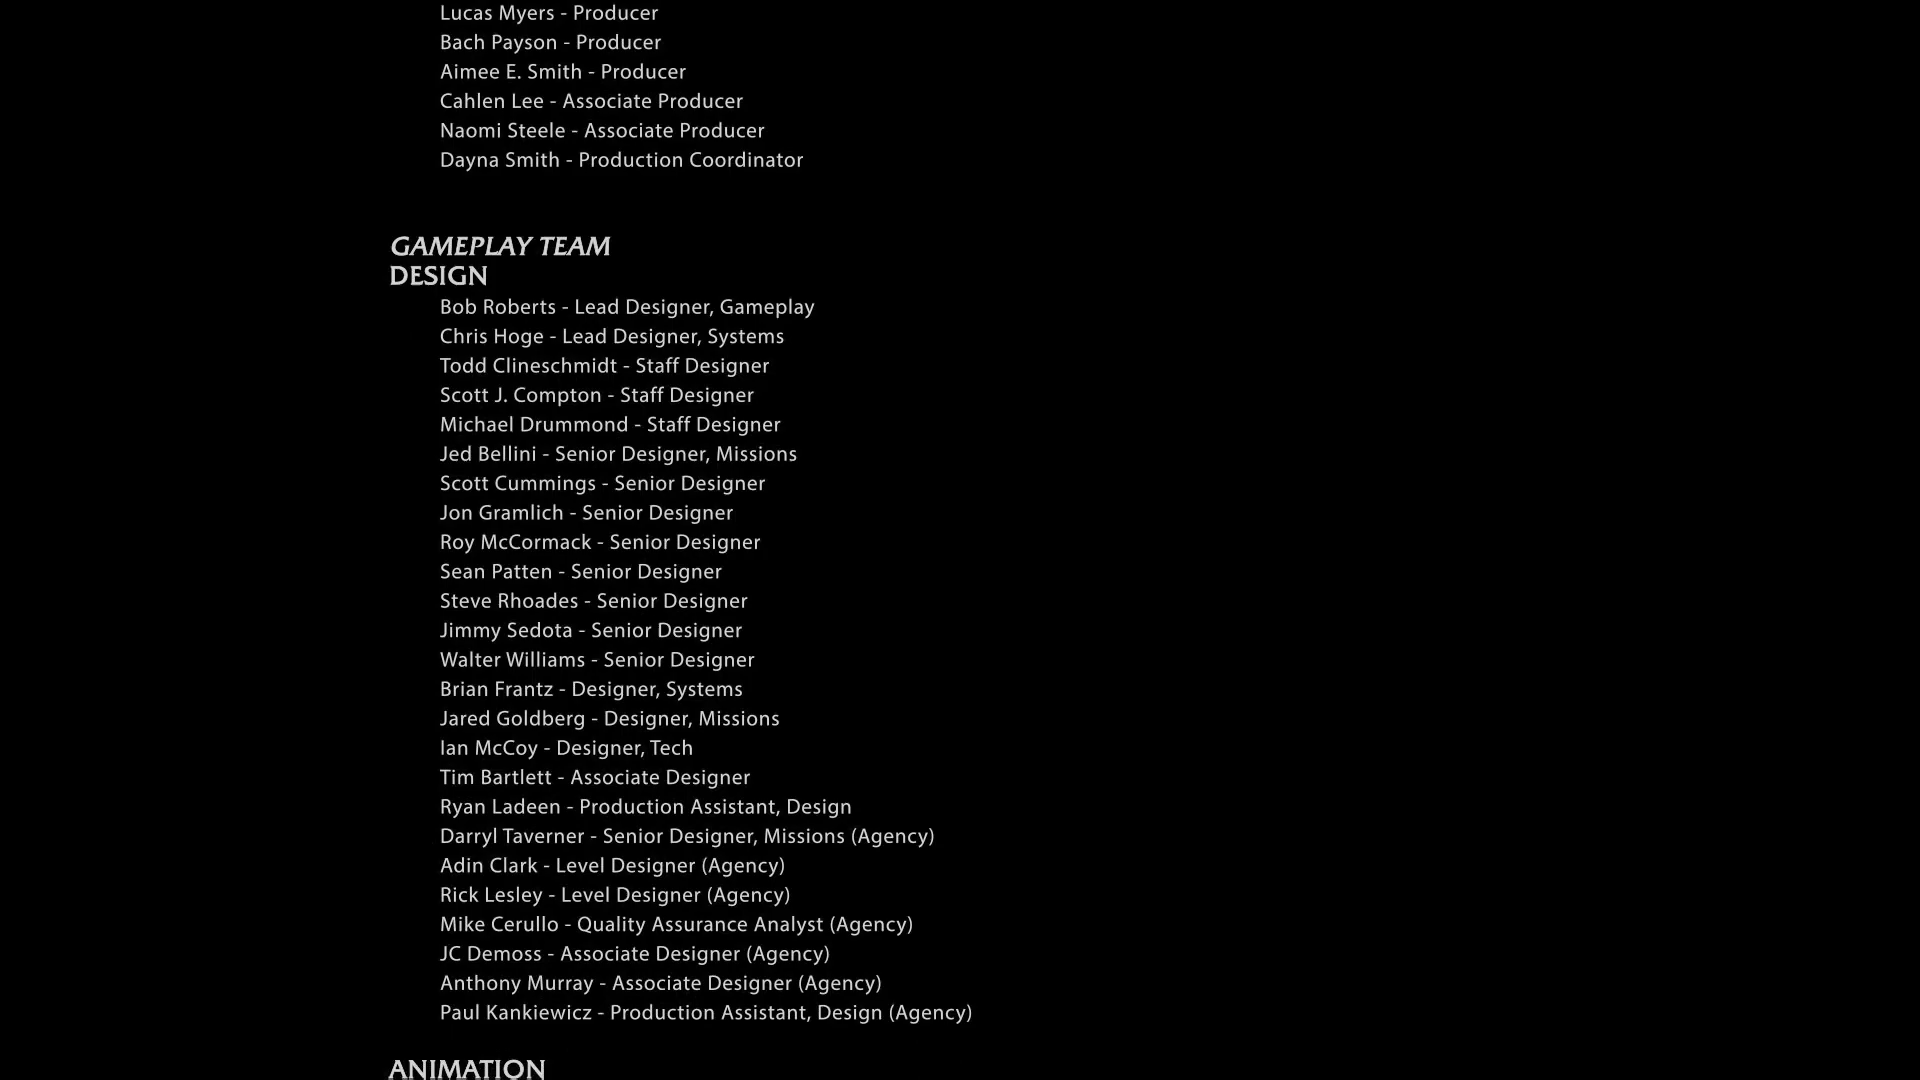 Lucas Myers - Producer
Bach Payson - Producer
Aimee E. Smith - Producer
Cahlen Lee - Associate Producer
Naomi Steele - Associate Producer
Dayna Smith - Production Coordinator
GAMEPLAY TEAM
DESIGN
Bob Roberts - Lead Designer, Gameplay
Chris Hoge - Lead Designer, Systems
Todd Clineschmidt - Staff Designer
Scott J. Compton - Staff Designer
Michael Drummond - Staff Designer
Jed Bellini - Senior Designer, Missions
Scott Cummings - Senior Designer
Jon Gramlich - Senior Designer
Roy McCormack - Senior Designer
Sean Patten - Senior Designer
Steve Rhoades - Senior Designer
Jimmy Sedota - Senior Designer
Walter Williams - Senior Designer
Brian Frantz - Designer, Systems
Jared Goldberg - Designer, Missions
Ian McCoy - Designer, Tech
Tim Bartlett - Associate Designer
Ryan Ladeen - Production Assistant, Design
Darryl Taverner - Senior Designer, Missions (Agency)
Adin Clark - Level Designer (Agency)
Rick Lesley - Level Designer (Agency)
Mike Cerullo - Quality Assurance Analyst (Agency)
JC Demoss - Associate Designer (Agency)
Anthony Murray - Associate Designer (Agency)
Paul Kankiewicz - Production Assistant, Design (Agency)
ANIMATION